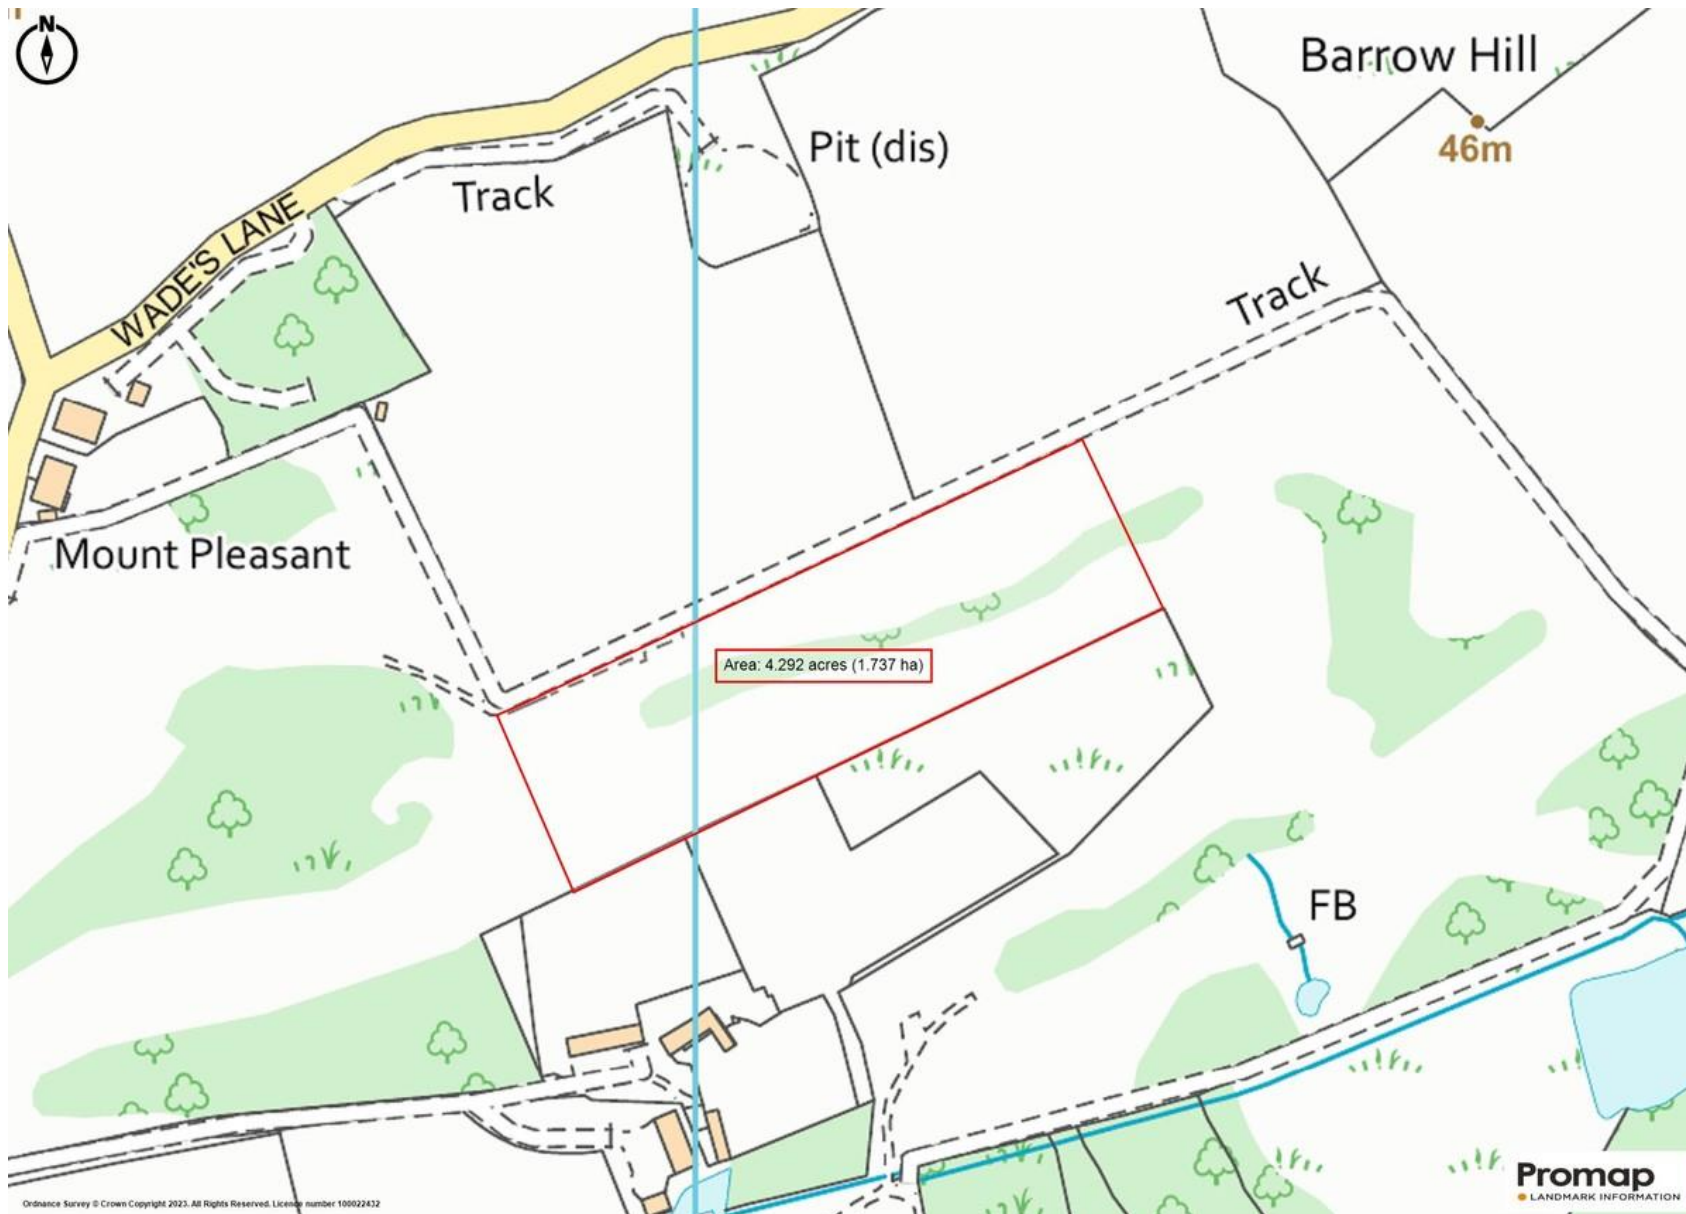 N
Barrow Hill
46m
Pit (dis)
Track
WADE'S LANE
Track
Mount Pleasant
Area: 4.292 acres (1.737 ha)
FB
Promap
LANDMARK INFORMATION
Ordnance Survey © Crown Copyright 2023. All Rights Reserved. Licence number 100022432